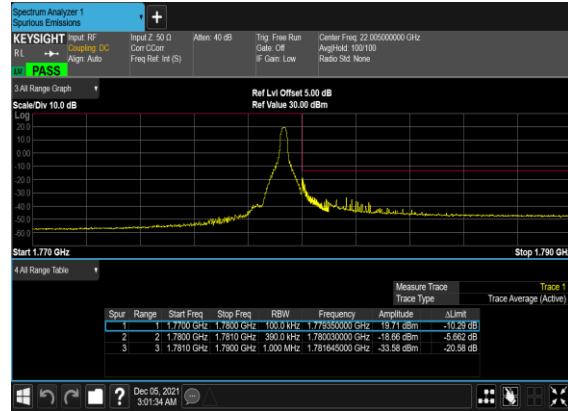 Spectrum Analyzer 1
Spurious Emissions
KEYSIGHT Input: RF Input Z: 50 Ω Atten: 40 dB Trig: Free Run Center Freq: 22.005000000 GHz
RL Coupling: DC Corr CCorr Gate: Off Avg|Hold: 100/100
Align: Auto Freq Ref: Int (S) IF Gain: Low Radio Std: None
PASS
3 All Range Graph
Ref Lvl Offset 5.00 dB
Scale/Div 10.0 dB Ref Value 30.00 dBm
Log
20.0
10.0
0.00
-10.0
-20.0
-30.0
-40.0
-50.0
-60.0
Start 1.770 GHz Stop 1.790 GH
4 All Range Table
Measure Trace Trace 1
Trace Type Trace Average (Active)
Spur Range Start Freq Stop Freq RBW Frequency Amplitude ΔLimit
1 1 1.7700 GHz 1.7800 GHz 100.0 kHz 1.779350000 GHz 19.71 dBm -10.29 dB
2 2 1.7800 GHz 1.7810 GHz 390.0 kHz 1.780030000 GHz -18.66 dBm -5.662 dB
3 3 1.7810 GHz 1.7900 GHz 1.000 MHz 1.781645000 GHz -33.58 dBm -20.58 dB
Dec 05, 2021
3:01:34 AM